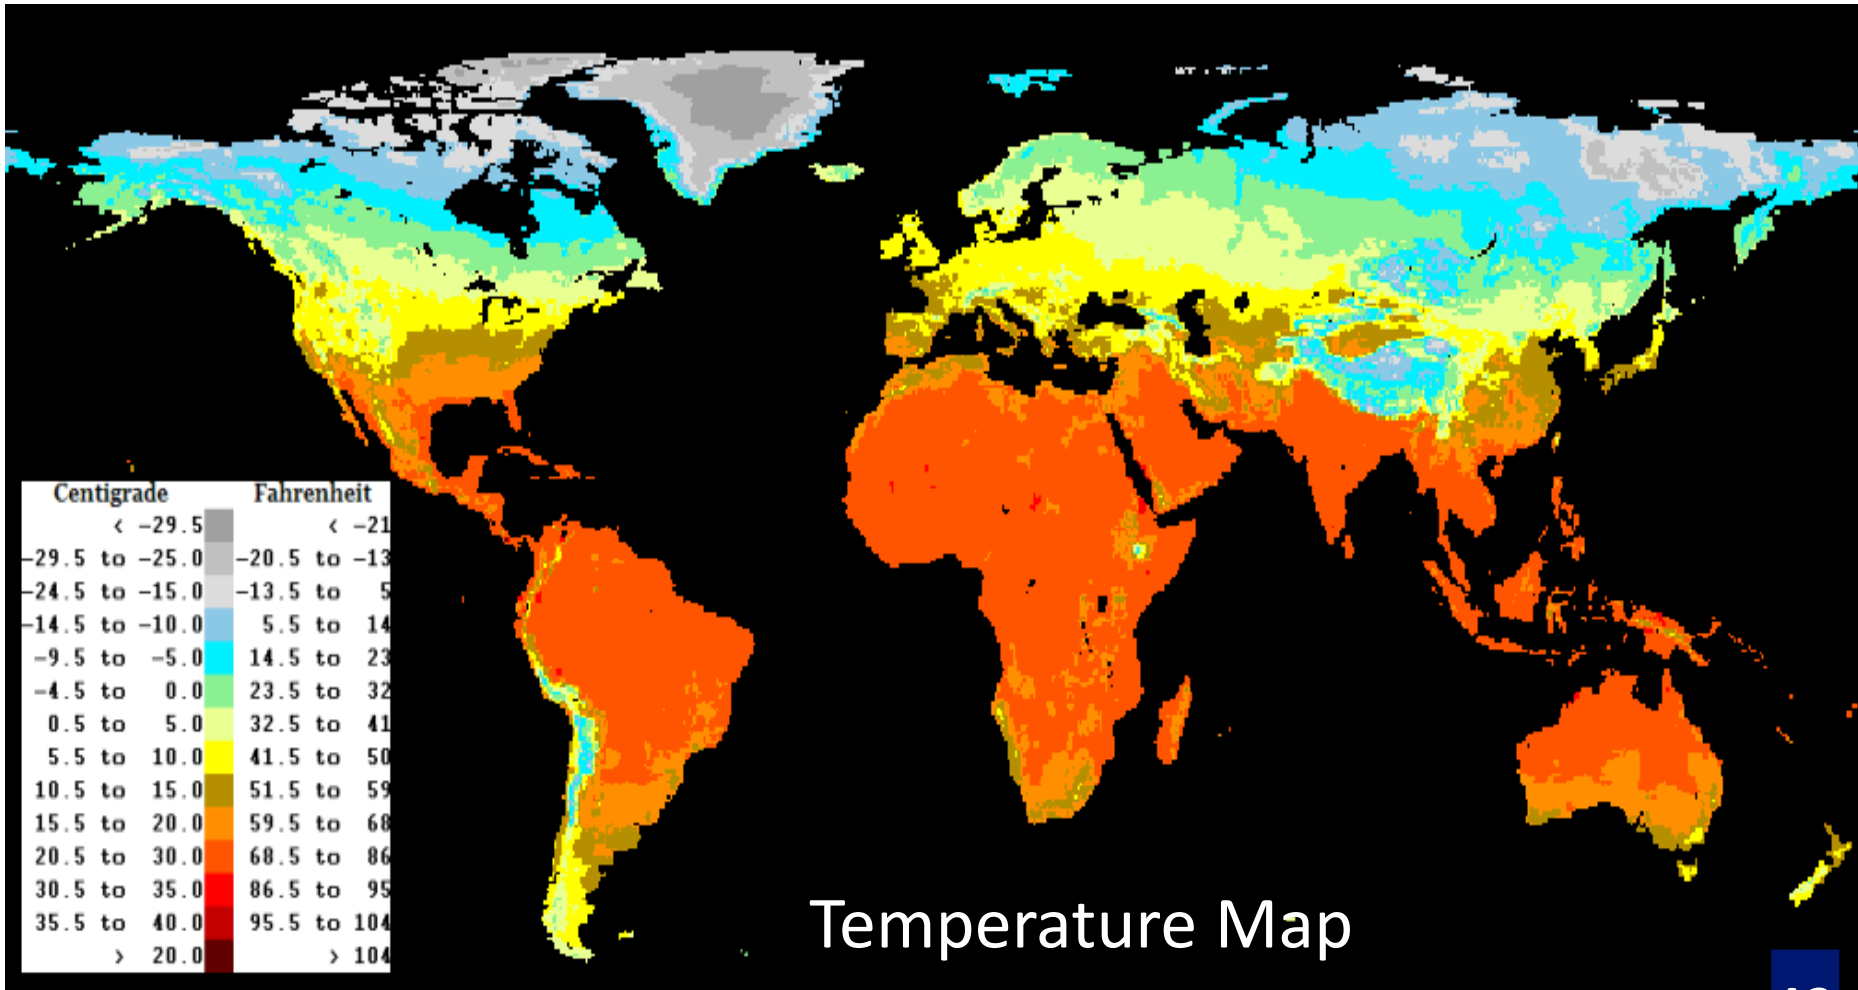 Centigrade Fahrenheit
< -29.5 < -21
-29.5 to -25.0 -20.5 to -13
-24.5 to -15.0 -13.5 to 5
-14.5 to -10.0 5.5 to 14
-9.5 to -5.0 14.5 to 23
-4.5 to 0.0 23.5 to 32
0.5 to 5.0 32.5 to 41
5.5 to 10.0 41.5 to 50
10.5 to 15.0 51.5 to 59
15.5 to 20.0 59.5 to 68
20.5 to 30.0 68.5 to 86
30.5 to 35.0 86.5 to 95
35.5 to 40.0 95.5 to 104
> 20.0 > 104
Temperature Map